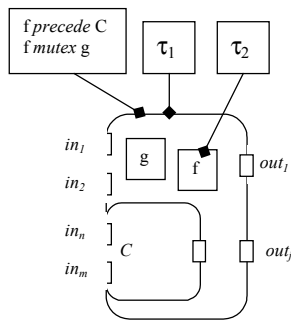 f precede C
f mutex g
τ1
τ2
in1
g
f
out1
in2
inn
C
outj
inm